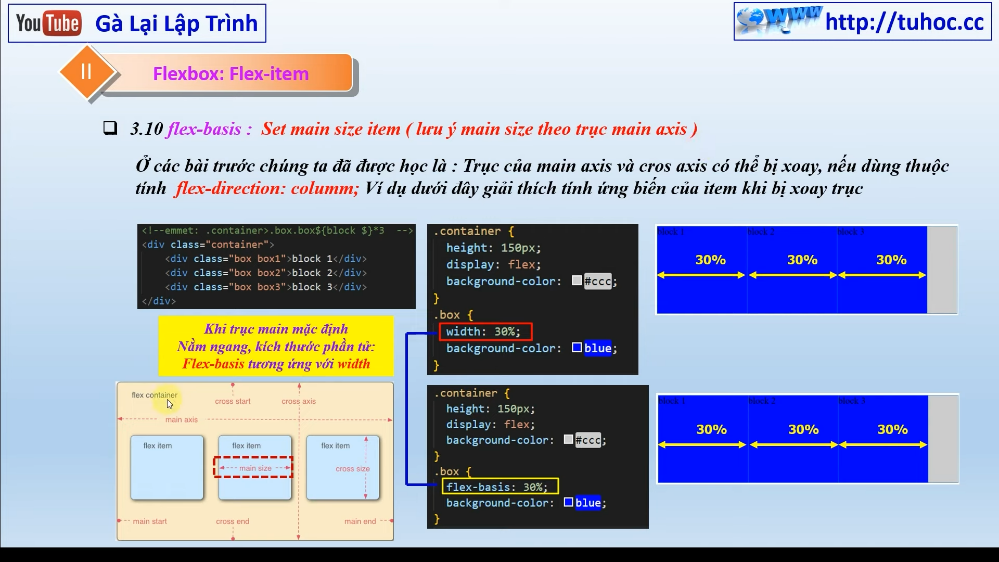 YouTube Gà Lại Lập Trình
www http://tuhoc.cc
II Flexbox: Flex-item
3.10 flex-basis : Set main size item ( lưu ý main size theo trục main axis )
Ở các bài trước chúng ta đã được học là : Trục của main axis và cros axis có thể bị xoay, nếu dùng thuộc
tính flex-direction: columm; Ví dụ dưới dây giải thích tính ứng biến của item khi bị xoay trục
<!--emmet: .container>.box.box${block $}*3 -->
<div class="container">
<div class="box box1">block 1</div>
<div class="box box2">block 2</div>
<div class="box box3">block 3</div>
</div>
Khi trục main mặc định
Nằm ngang, kích thước phần tử:
Flex-basis tương ứng với width
flex container
cross start
cross axis
main axis
flex item
flex item
flex item
main size
cross size
main start
cross end
main end
.container {
height: 150px;
display: flex;
background-color: #ccc;
}
.box {
width: 30%;
background-color: blue;
}
.container {
height: 150px;
display: flex;
background-color: #ccc;
}
.box {
flex-basis: 30%;
background-color: blue;
}
block 1 block 2 block 3
30% 30% 30%
block 1 block 2 block 3
30% 30% 30%